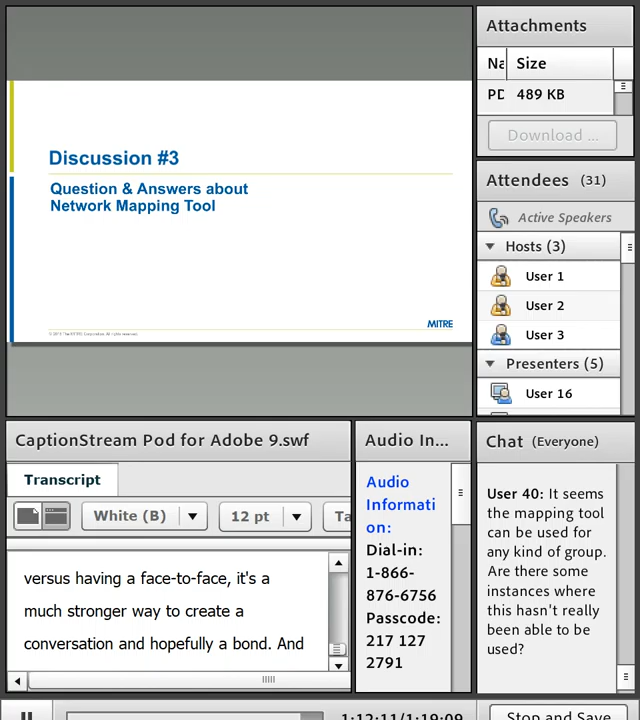 Discussion #3
Question & Answers about
Network Mapping Tool
MITRE
Attachments
Na Size
PD 489 KB
Download ...
Attendees (31)
Active Speakers
Hosts (3)
User 1
User 2
User 3
Presenters (5)
User 16
CaptionStream Pod for Adobe 9.swf
Transcript
White (B)
12 pt
Ta
versus having a face-to-face, it's a
much stronger way to create a
conversation and hopefully a bond. And
Audio In...
Audio
Informati
on:
Dial-in:
1-866-
876-6756
Passcode:
217 127
2791
Chat (Everyone)
User 40: It seems
the mapping tool
can be used for
any kind of group.
Are there some
instances where
this hasn't really
been able to be
used?
1:12:11/1:19:09
Stop and Save